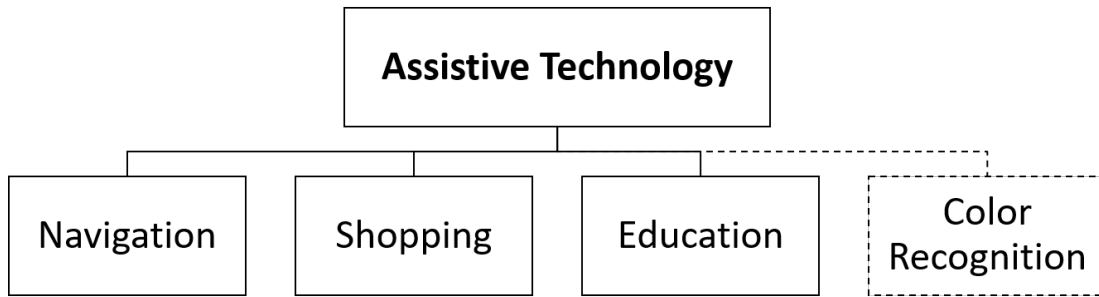 Assistive Technology
Navigation
Shopping
Education
Color
Recognition